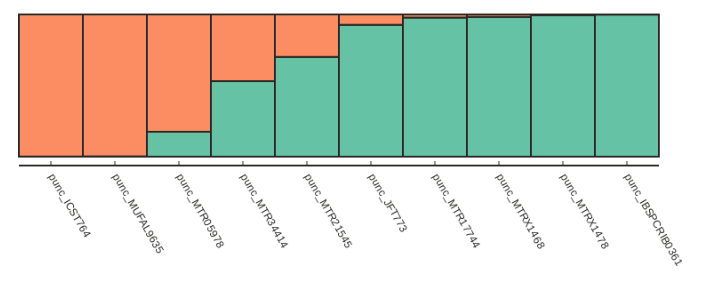 punc_ICST764
punc_MUFAL9635
punc_MTR05978
punc_MTR34414
punc_MTR21545
punc_JFT773
punc_MTR17744
punc_MTRX1468
punc_MTRX1478
punc_IBSPCRIB0361